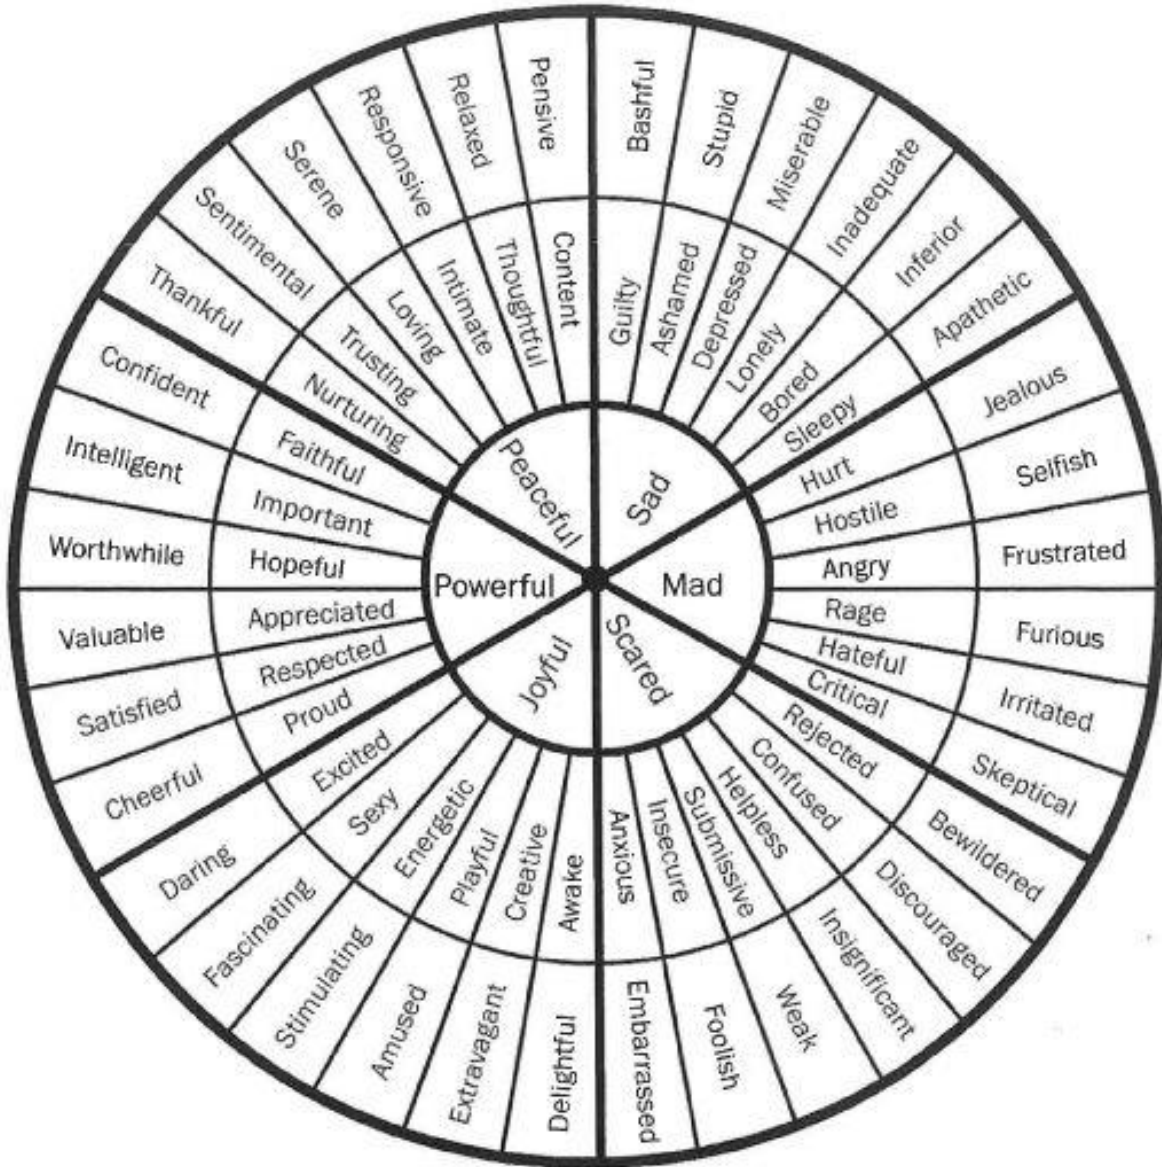 Sad
Mad
Scared
Joyful
Powerful
Peaceful
Guilty
Ashamed
Depressed
Lonely
Bored
Sleepy
Hurt
Hostile
Angry
Rage
Hateful
Critical
Rejected
Confused
Helpless
Submissive
Insecure
Anxious
Awake
Creative
Playful
Energetic
Sexy
Excited
Proud
Respected
Appreciated
Hopeful
Important
Faithful
Nurturing
Trusting
Loving
Intimate
Thoughtful
Content
Bashful
Stupid
Miserable
Inadequate
Inferior
Apathetic
Jealous
Selfish
Frustrated
Furious
Irritated
Skeptical
Bewildered
Discouraged
Insignificant
Weak
Foolish
Embarrassed
Delightful
Extravagant
Amused
Stimulating
Fascinating
Daring
Cheerful
Satisfied
Valuable
Worthwhile
Intelligent
Confident
Thankful
Sentimental
Serene
Responsive
Relaxed
Pensive